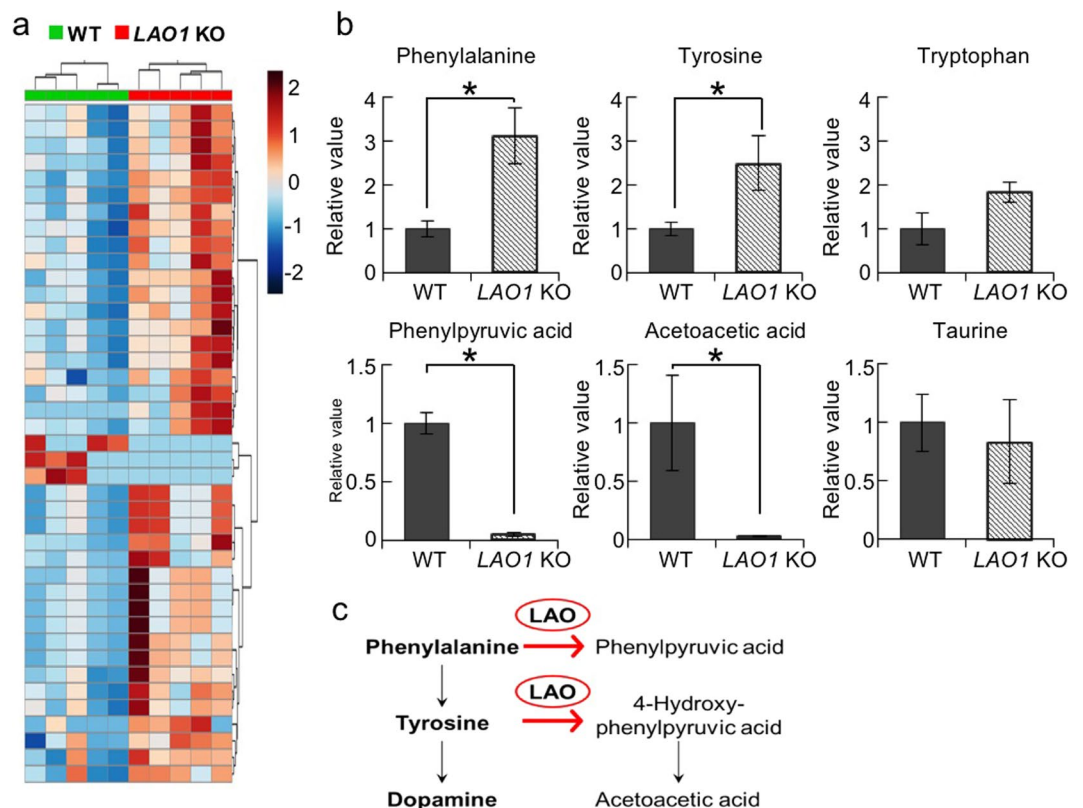 a
WT LAO1 KO
2
1
0
-1
-2
b
Phenylalanine
Relative value
4
3
2
1
0
WT LAO1 KO
*
Tyrosine
Relative value
4
3
2
1
0
WT LAO1 KO
*
Tryptophan
Relative value
4
3
2
1
0
WT LAO1 KO
Phenylpyruvic acid
Relative value
1.5
1
0.5
0
WT LAO1 KO
*
Acetoacetic acid
Relative value
1.5
1
0.5
0
WT LAO1 KO
*
Taurine
Relative value
1.5
1
0.5
0
WT LAO1 KO
c
LAO
Phenylalanine Phenylpyruvic acid
LAO
Tyrosine 4-Hydroxy-
phenylpyruvic acid
Dopamine Acetoacetic acid